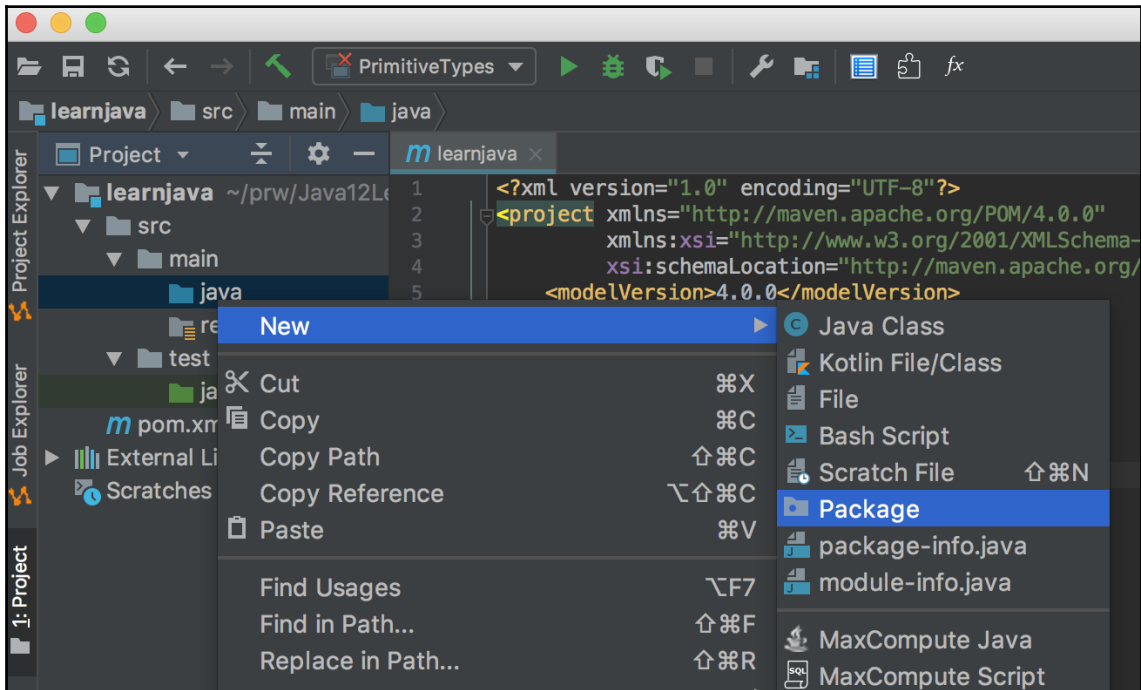 PrimitiveTypes
fx
learnjava src main java
Project
m learnjava
Project Explorer
Job Explorer
1: Project
learnjava ~/prw/Java12Le
src
main
java
re
test
ja
m pom.xm
External Li
Scratches
1 <?xml version="1.0" encoding="UTF-8"?>
2 <project xmlns="http://maven.apache.org/POM/4.0.0"
3 xmlns:xsi="http://www.w3.org/2001/XMLSchema-
4 xsi:schemaLocation="http://maven.apache.org/
5 <modelVersion>4.0.0</modelVersion>
New
Cut ⌘X
Copy ⌘C
Copy Path ⇧⌘C
Copy Reference ⌥⇧⌘C
Paste ⌘V
Find Usages ⌥F7
Find in Path... ⇧⌘F
Replace in Path... ⇧⌘R
Java Class
Kotlin File/Class
File
Bash Script
Scratch File ⇧⌘N
Package
package-info.java
module-info.java
MaxCompute Java
MaxCompute Script